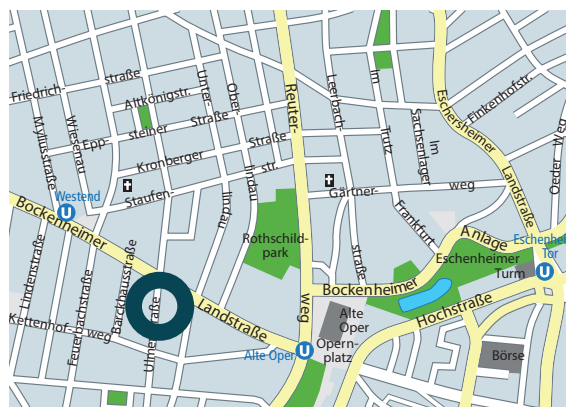 Friedrich-
straße
Altkönigstr.
Unter-
Ober-
Reuter-
Leerbach-
Im
Trutz
Eschersheimer
Finkenhofstr.
Im
Sachsenlager
Oeder Weg
Myliusstraße
Wiesenau
Epp-
steiner
Straße
Kronberger
Straße
Staufen-
str.
lindau
lindau
Gärtner-
weg
Landstraße
Westend
U
Bockenheimer
Rothschild-
park
Frankfurt
straße
Anlage
Eschenheimer
Tor
U
Eschenheimer
Turm
Bockenheimer
Hochstraße
Lindenstraße
Feuerbachstraße
Barckhausstraße
Ulmenstraße
Landstraße
Kettenhof-
weg
weg
Alte
Oper
Opern-
platz
Alte Oper
U
Börse